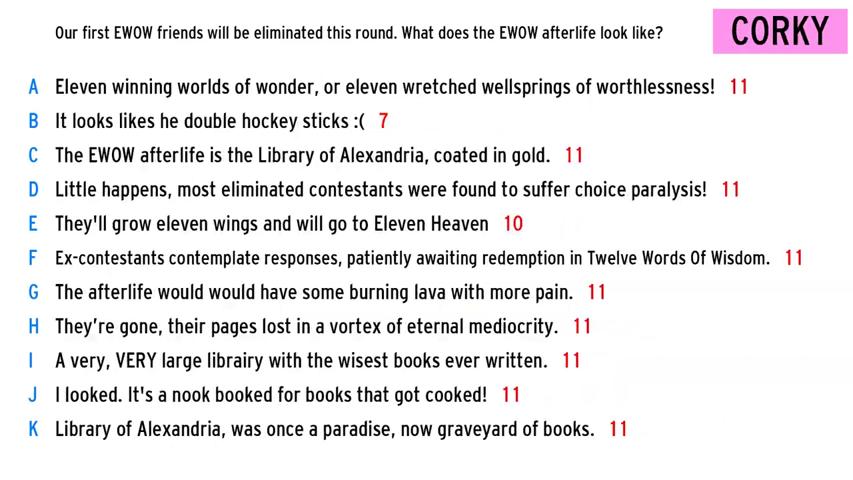 Our first EWOW friends will be eliminated this round. What does the EWOW afterlife look like?
CORKY
A Eleven winning worlds of wonder, or eleven wretched wellsprings of worthlessness! 11
B It looks likes he double hockey sticks :( 7
C The EWOW afterlife is the Library of Alexandria, coated in gold. 11
D Little happens, most eliminated contestants were found to suffer choice paralysis! 11
E They'll grow eleven wings and will go to Eleven Heaven 10
F Ex-contestants contemplate responses, patiently awaiting redemption in Twelve Words Of Wisdom. 11
G The afterlife would would have some burning lava with more pain. 11
H They’re gone, their pages lost in a vortex of eternal mediocrity. 11
I A very, VERY large librairy with the wisest books ever written. 11
J I looked. It's a nook booked for books that got cooked! 11
K Library of Alexandria, was once a paradise, now graveyard of books. 11